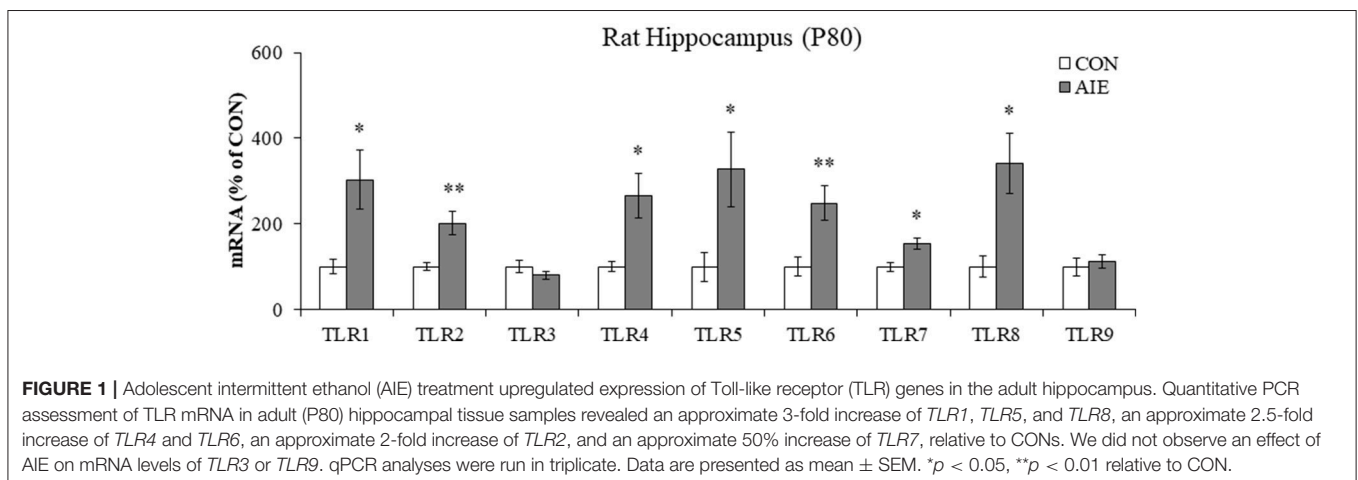 Rat Hippocampus (P80)
600
400
200
0
mRNA (% of CON)
CON
AIE
*
**
*
*
**
*
*
TLR1 TLR2 TLR3 TLR4 TLR5 TLR6 TLR7 TLR8 TLR9
FIGURE 1 | Adolescent intermittent ethanol (AIE) treatment upregulated expression of Toll-like receptor (TLR) genes in the adult hippocampus. Quantitative PCR
assessment of TLR mRNA in adult (P80) hippocampal tissue samples revealed an approximate 3-fold increase of TLR1, TLR5, and TLR8, an approximate 2.5-fold
increase of TLR4 and TLR6, an approximate 2-fold increase of TLR2, and an approximate 50% increase of TLR7, relative to CONs. We did not observe an effect of
AIE on mRNA levels of TLR3 or TLR9. qPCR analyses were run in triplicate. Data are presented as mean ± SEM. *p < 0.05, **p < 0.01 relative to CON.